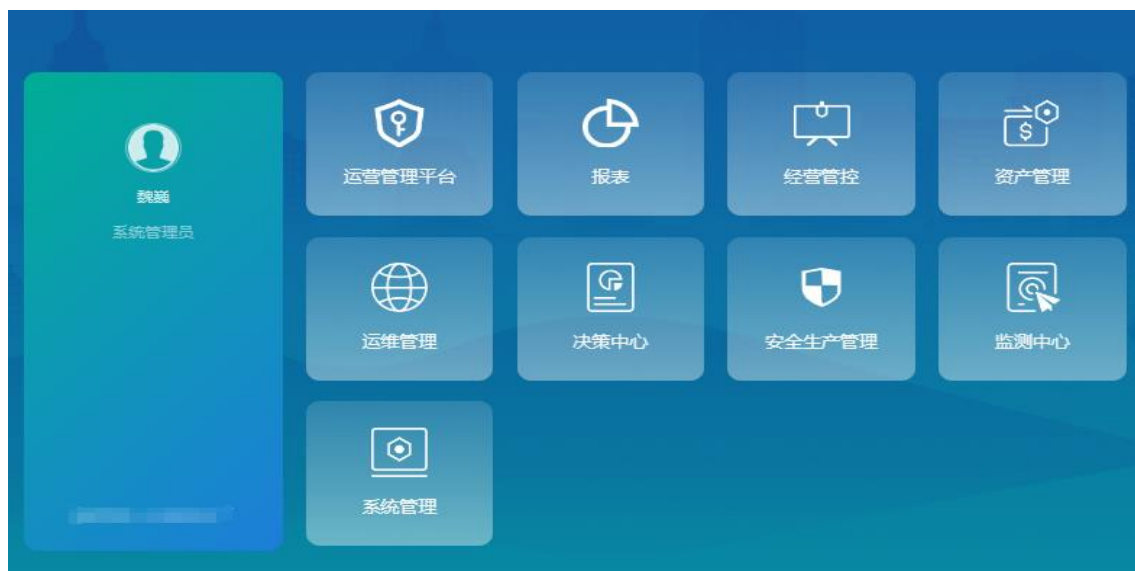 魏巍
系统管理员
运营管理平台
报表
经营管控
资产管理
运维管理
决策中心
安全生产管理
监测中心
系统管理